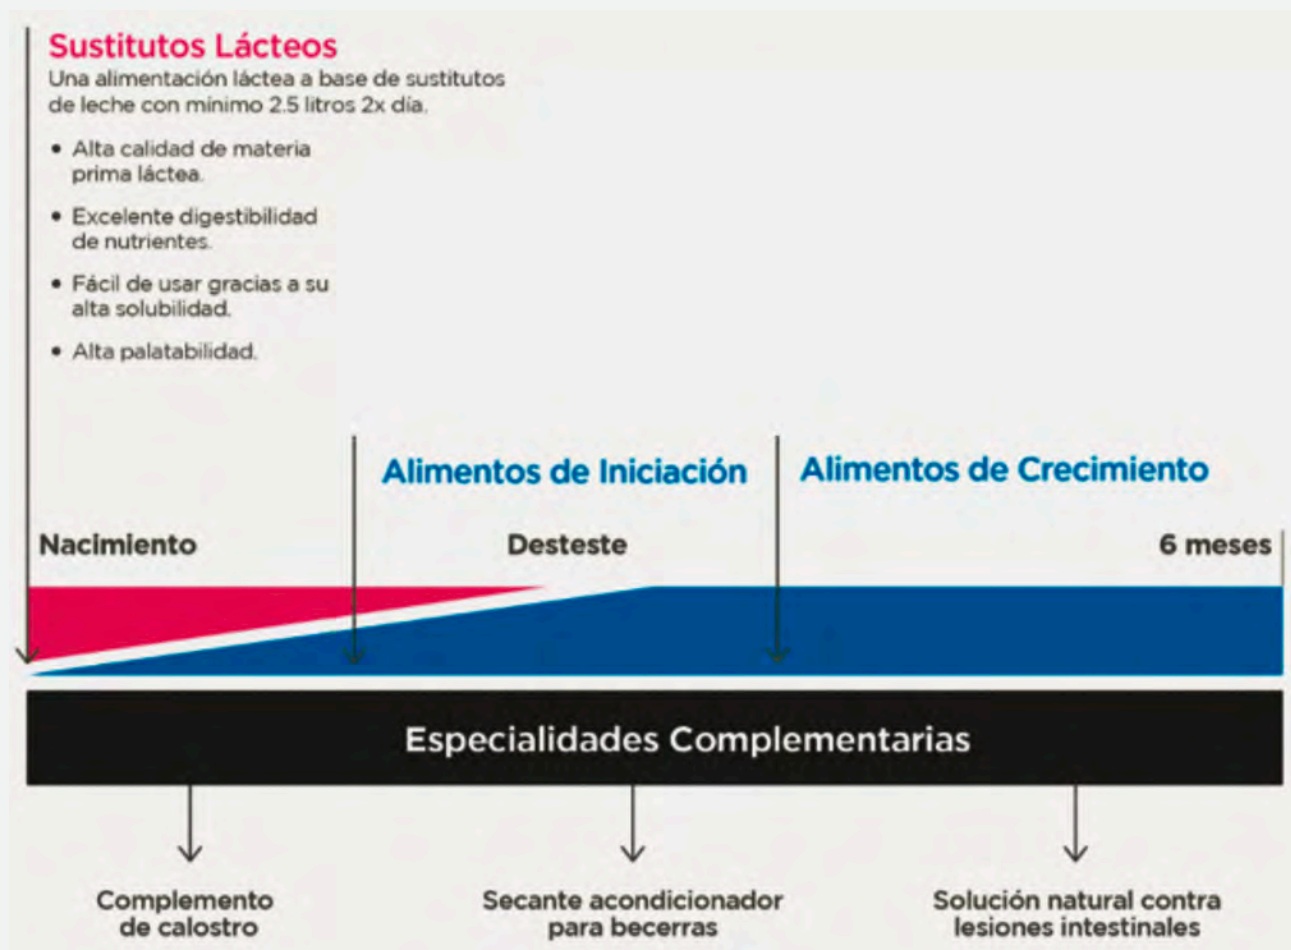 Sustitutos Lácteos
Una alimentación láctea a base de sustitutos
de leche con mínimo 2.5 litros 2x día.
• Alta calidad de materia
prima láctea.
• Excelente digestibilidad
de nutrientes.
• Fácil de usar gracias a su
alta solubilidad.
• Alta palatabilidad.
Alimentos de Iniciación
Alimentos de Crecimiento
Nacimiento
Desteste
6 meses
Especialidades Complementarias
Complemento
de calostro
Secante acondicionador
para becerras
Solución natural contra
lesiones intestinales